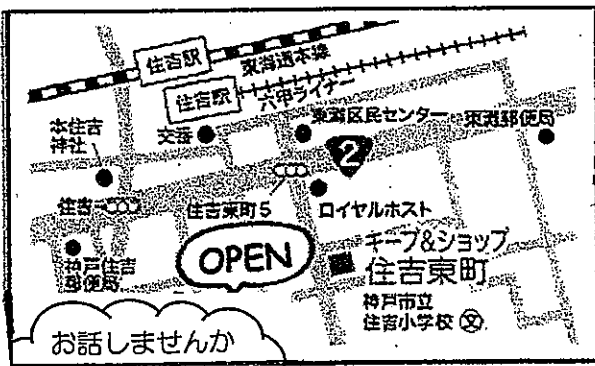 住吉駅
東海道本線
住吉駅
六甲ライナー
本住吉
神社
交番
東灘区民センター
東灘郵便局
2
住吉
住吉東町5
ロイヤルホスト
神戸住吉
郵便局
OPEN
キープ&ショップ
住吉東町
神戸市立
住吉小学校 文
お話しませんか